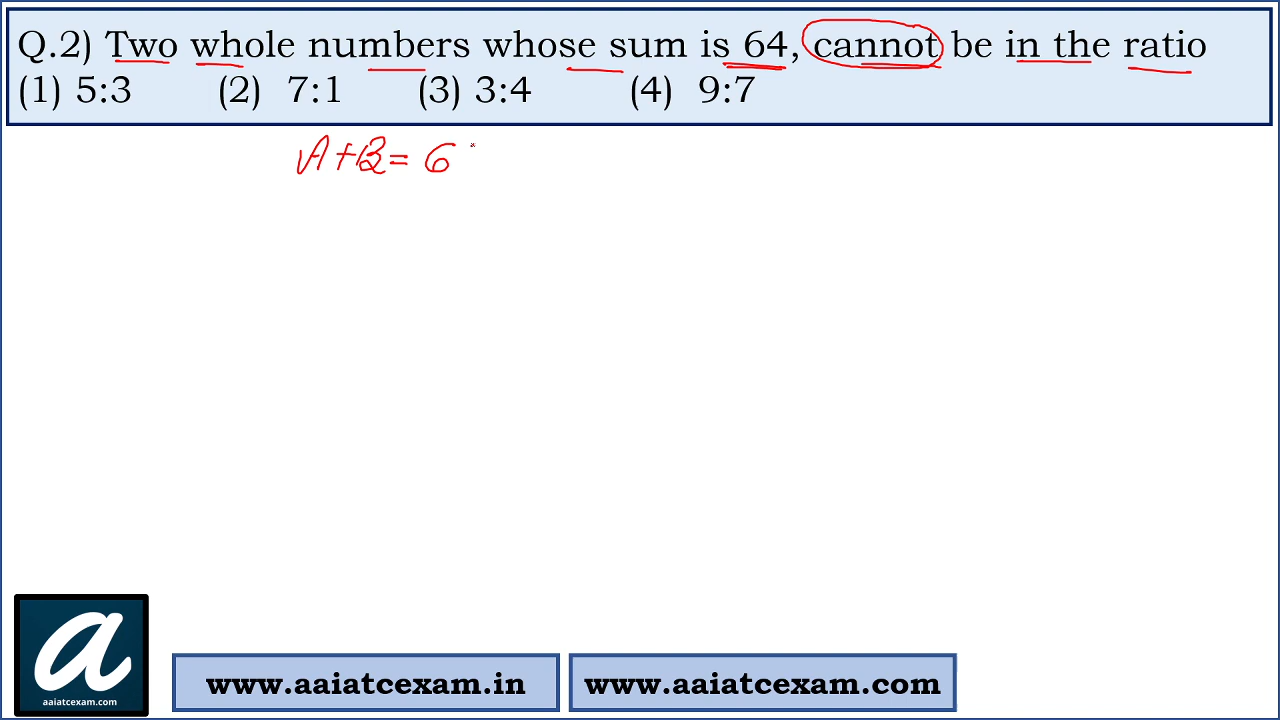 Q.2) Two whole numbers whose sum is 64, cannot be in the ratio
(1) 5:3 (2) 7:1 (3) 3:4 (4) 9:7
A+B= 6
a
aaiatcexam.com
www.aaiatcexam.in www.aaiatcexam.com